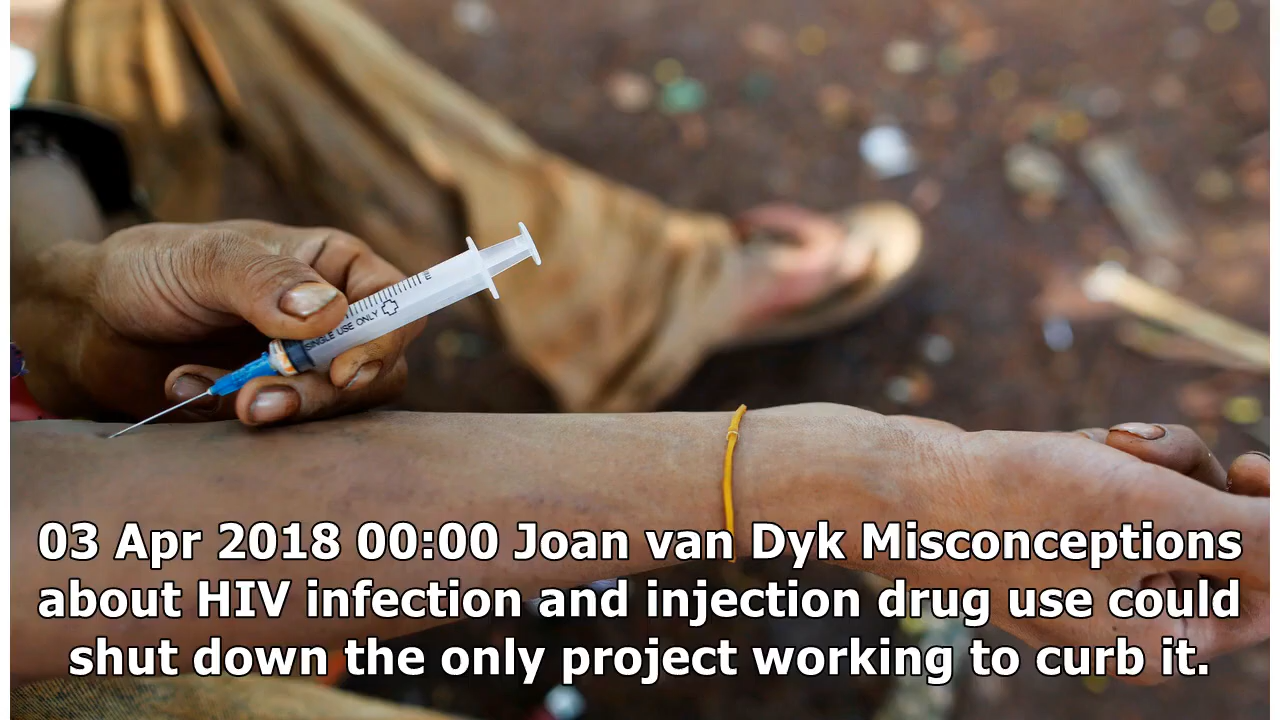 SINGLE USE ONLY
03 Apr 2018 00:00 Joan van Dyk Misconceptions
about HIV infection and injection drug use could
shut down the only project working to curb it.